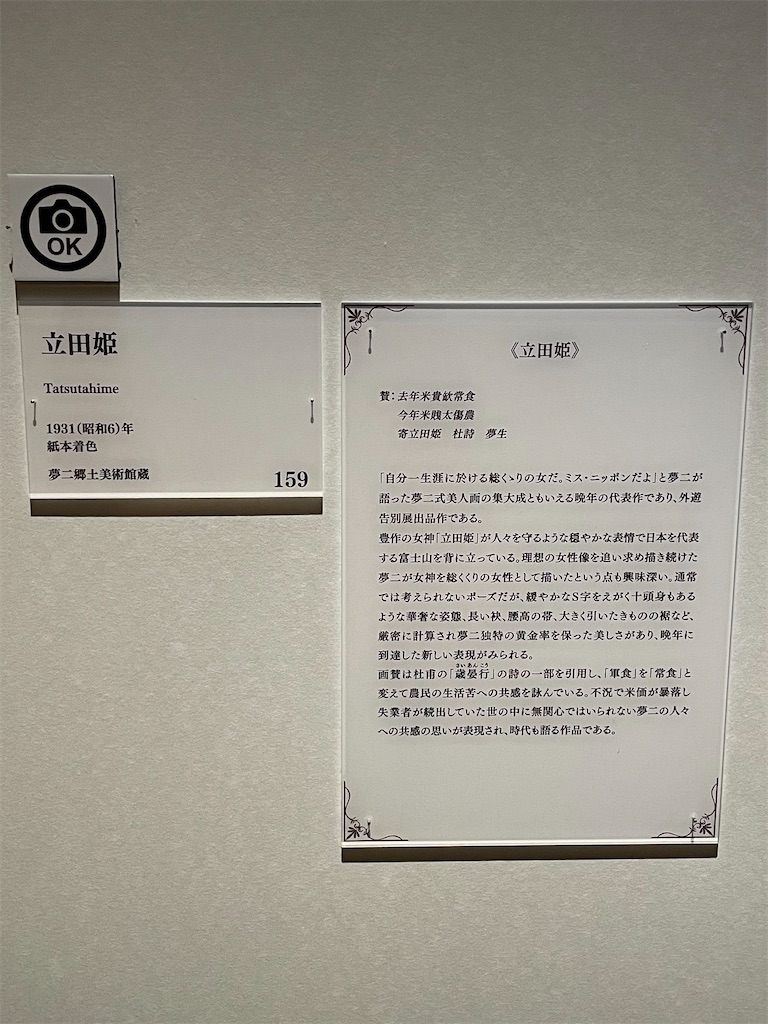 OK
立田姫
Tatsutahime
1931(昭和6)年
紙本着色
夢二郷土美術館蔵
159
《立田姫》
賛：去年米貴歓常食
今年米賎太傷農
寄立田姫　杜詩　夢生
「自分一生涯に於ける総くゝりの女だ。ミス・ニッポンだよ」と夢二が
語った夢二式美人画の集大成ともいえる晩年の代表作であり、外遊
告別展出品作である。
豊作の女神「立田姫」が人々を守るような穏やかな表情で日本を代表
する富士山を背に立っている。理想の女性像を追い求め描き続けた
夢二が女神を総くくりの女性として描いたという点も興味深い。通常
では考えられないポーズだが、緩やかなS字をえがく十頭身もある
ような華奢な姿態、長い袂、腰高の帯、大きく引いたきものの裾など、
厳密に計算され夢二独特の黄金率を保った美しさがあり、晩年に
到達した新しい表現がみられる。
さいあんこう
画賛は杜甫の「歳晏行」の詩の一部を引用し、「軍食」を「常食」と
変えて農民の生活苦への共感を詠んでいる。不況で米価が暴落し
失業者が続出していた世の中に無関心ではいられない夢二の人々
への共感の思いが表現され、時代も語る作品である。